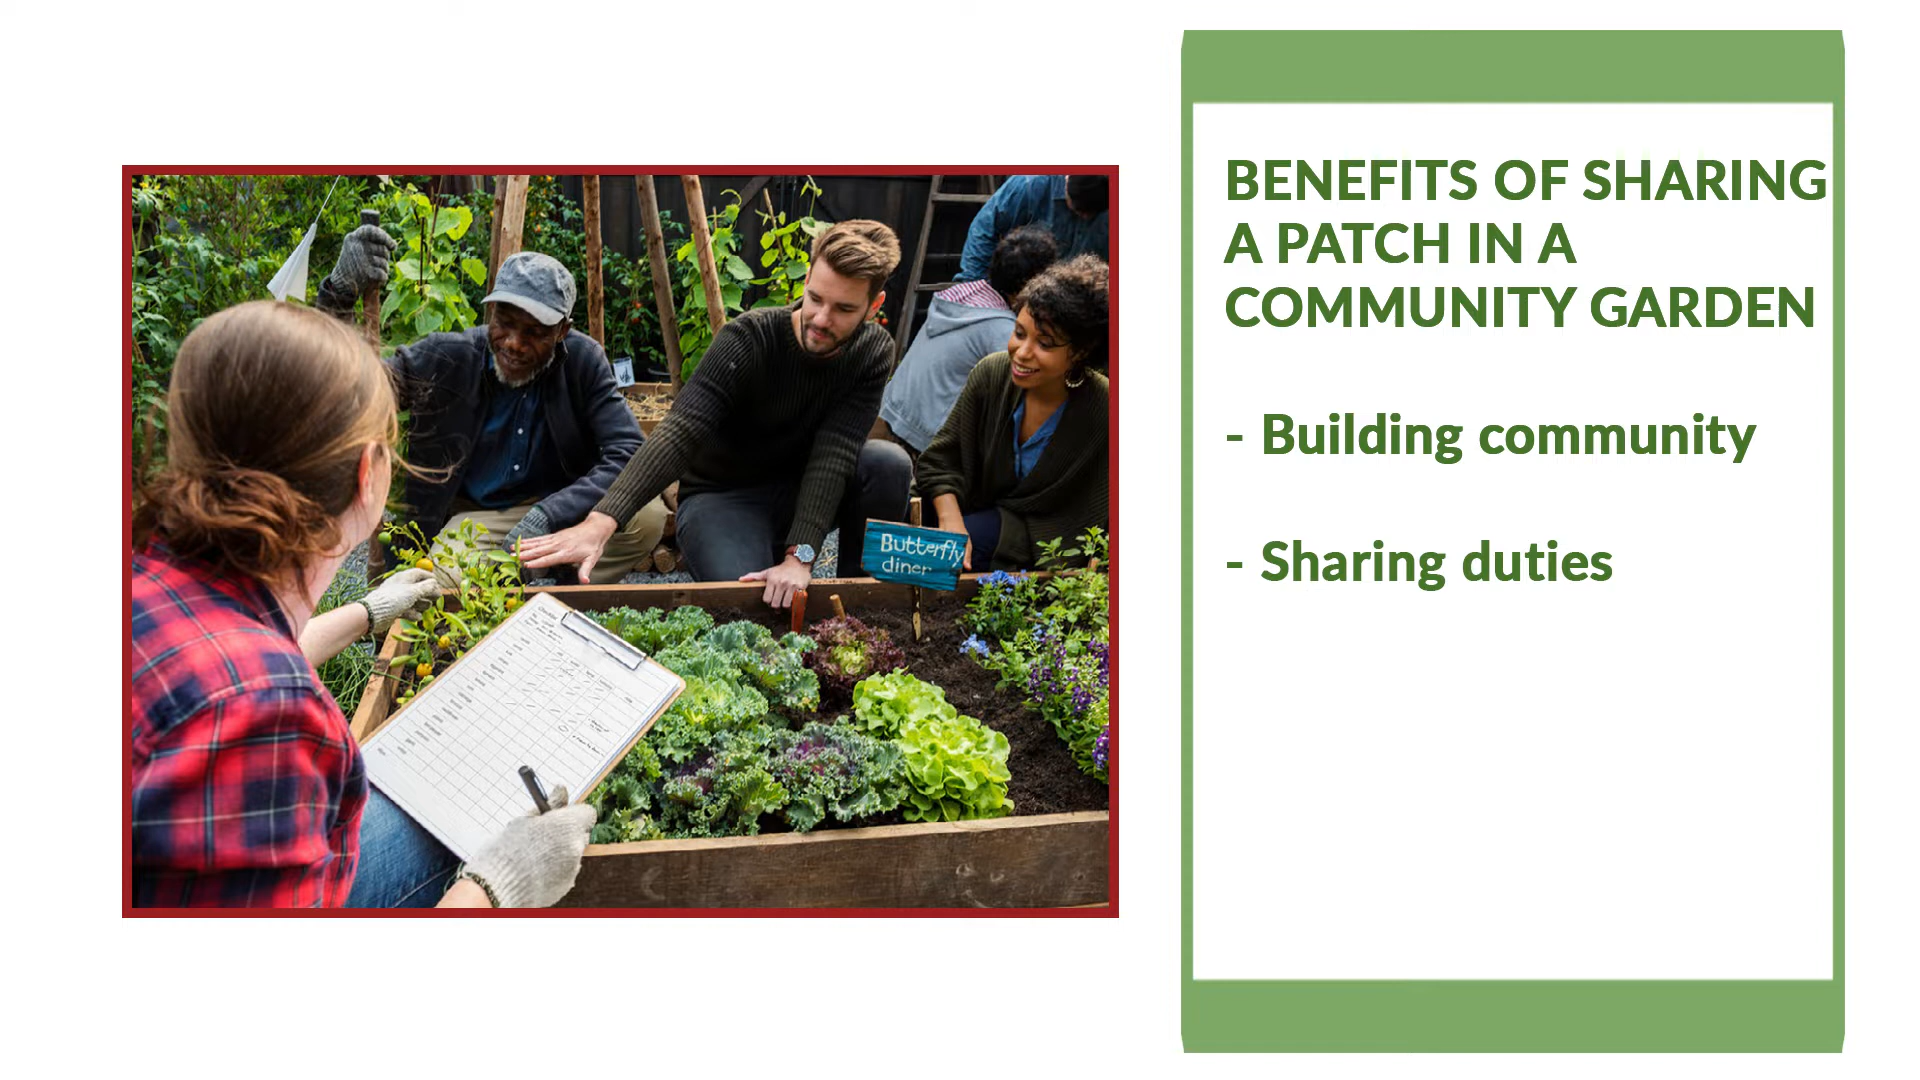 BENEFITS OF SHARING
A PATCH IN A
COMMUNITY GARDEN
- Building community
- Sharing duties
Butterfly
diner